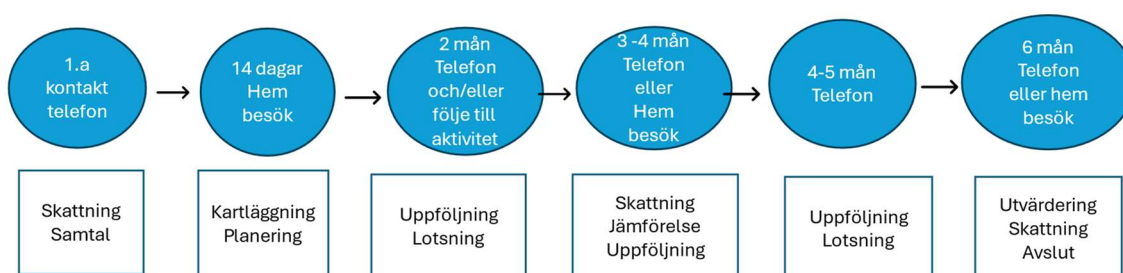 1.a
kontakt
telefon
14 dagar
Hem
besök
2 mån
Telefon
och/eller
följe till
aktivitet
3 -4 mån
Telefon
eller
Hem
besök
4-5 mån
Telefon
6 mån
Telefon
eller hem
besök
Skattning
Samtal
Kartläggning
Planering
Uppföljning
Lotsning
Skattning
Jämförelse
Uppföljning
Uppföljning
Lotsning
Utvärdering
Skattning
Avslut